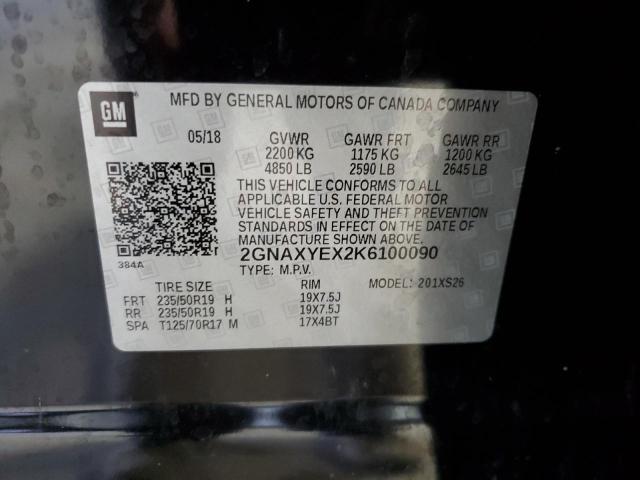 GM
MFD BY GENERAL MOTORS OF CANADA COMPANY
05/18 GVWR GAWR FRT GAWR RR
2200 KG 1175 KG 1200 KG
4850 LB 2590 LB 2645 LB
THIS VEHICLE CONFORMS TO ALL
APPLICABLE U.S. FEDERAL MOTOR
VEHICLE SAFETY AND THEFT PREVENTION
STANDARDS IN EFFECT ON THE DATE OF
MANUFACTURE SHOWN ABOVE.
384A
2GNAXYEX2K6100090
TYPE: M.P.V. MODEL: 201XS26
TIRE SIZE RIM
FRT 235/50R19 H 19X7.5J
RR 235/50R19 H 19X7.5J
SPA T125/70R17 M 17X4BT